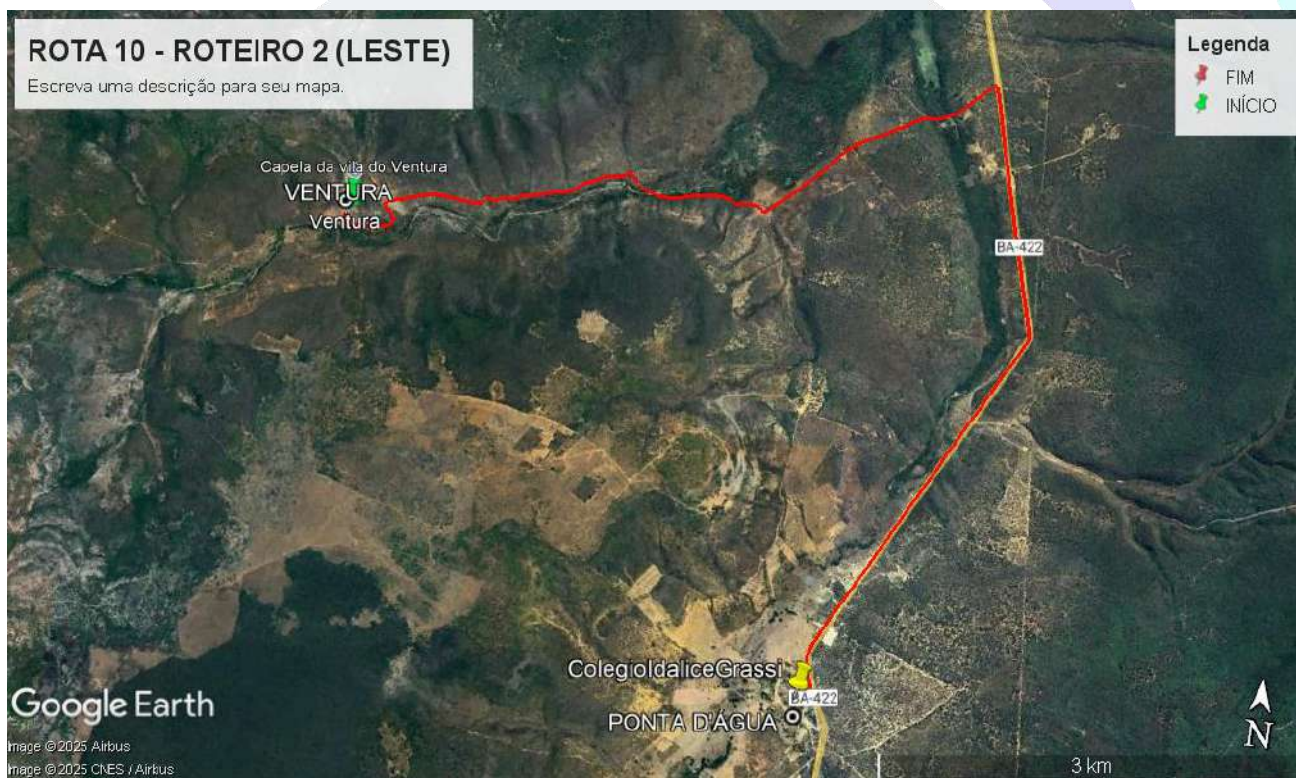 ROTA 10 - ROTEIRO 2 (LESTE)
Escreva uma descrição para seu mapa.
Legenda
FIM
INÍCIO
Capela da vila do Ventura
VENTURA
Ventura
BA-422
ColegioIdaliceGrassi
BA-422
PONTA D'ÁGUA
Google Earth
Image ©2025 Airbus
Image ©2025 CNES / Airbus
N
3 km